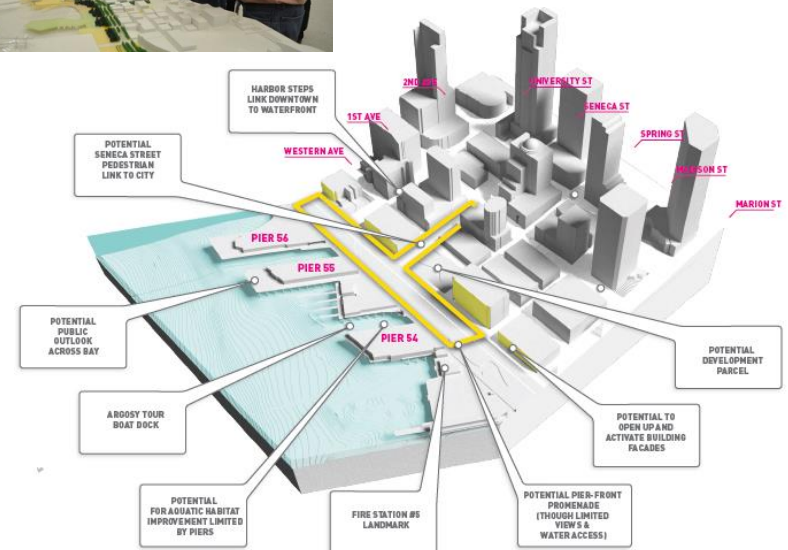 HARBOR STEPS
LINK DOWNTOWN
TO WATERFRONT
POTENTIAL
SENECA STREET
PEDESTRIAN
LINK TO CITY
2ND AVE
UNIVERSITY ST
SENECA ST
1ST AVE
SPRING ST
WESTERN AVE
MADISON ST
MARION ST
PIER 56
PIER 55
PIER 54
POTENTIAL
PUBLIC
OUTLOOK
ACROSS BAY
POTENTIAL
DEVELOPMENT
PARCEL
ARGOSY TOUR
BOAT DOCK
POTENTIAL TO
OPEN UP AND
ACTIVATE BUILDING
FACADES
POTENTIAL
FOR AQUATIC HABITAT
IMPROVEMENT LIMITED
BY PIERS
FIRE STATION #5
LANDMARK
POTENTIAL PIER-FRONT
PROMENADE
(THOUGH LIMITED
VIEWS &
WATER ACCESS)